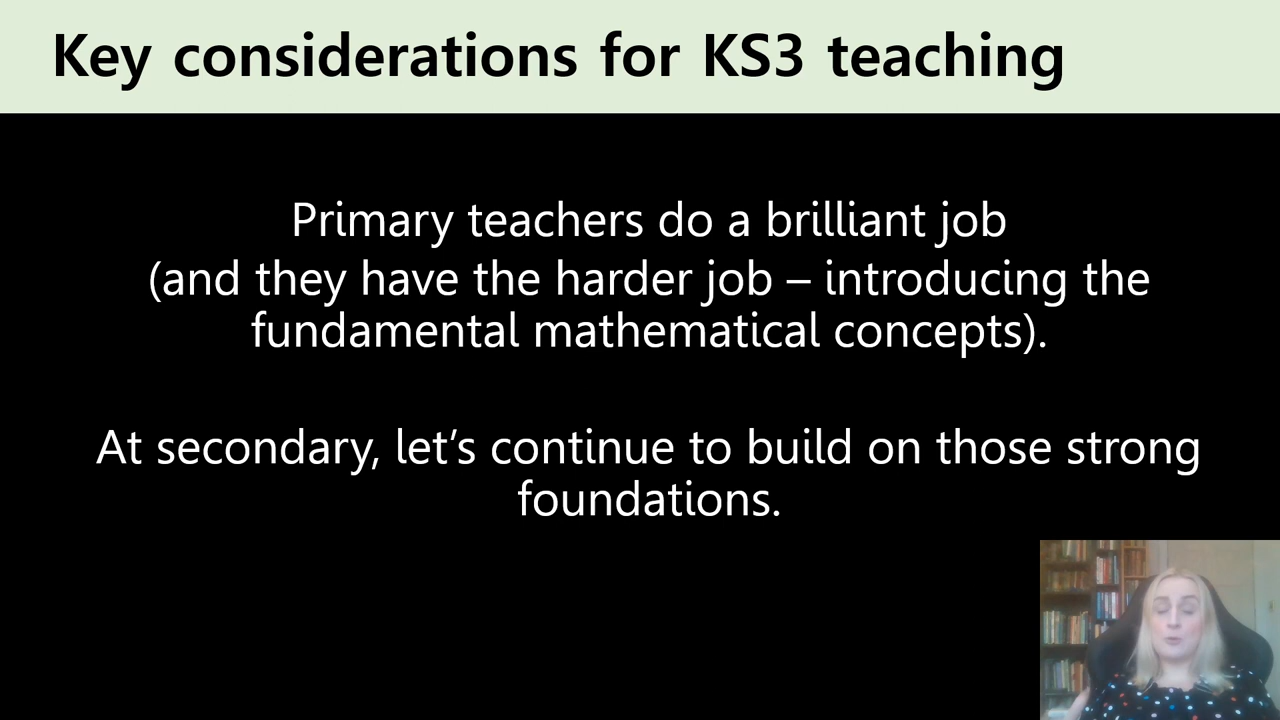 Key considerations for KS3 teaching
Primary teachers do a brilliant job
(and they have the harder job – introducing the
fundamental mathematical concepts).
At secondary, let’s continue to build on those strong
foundations.